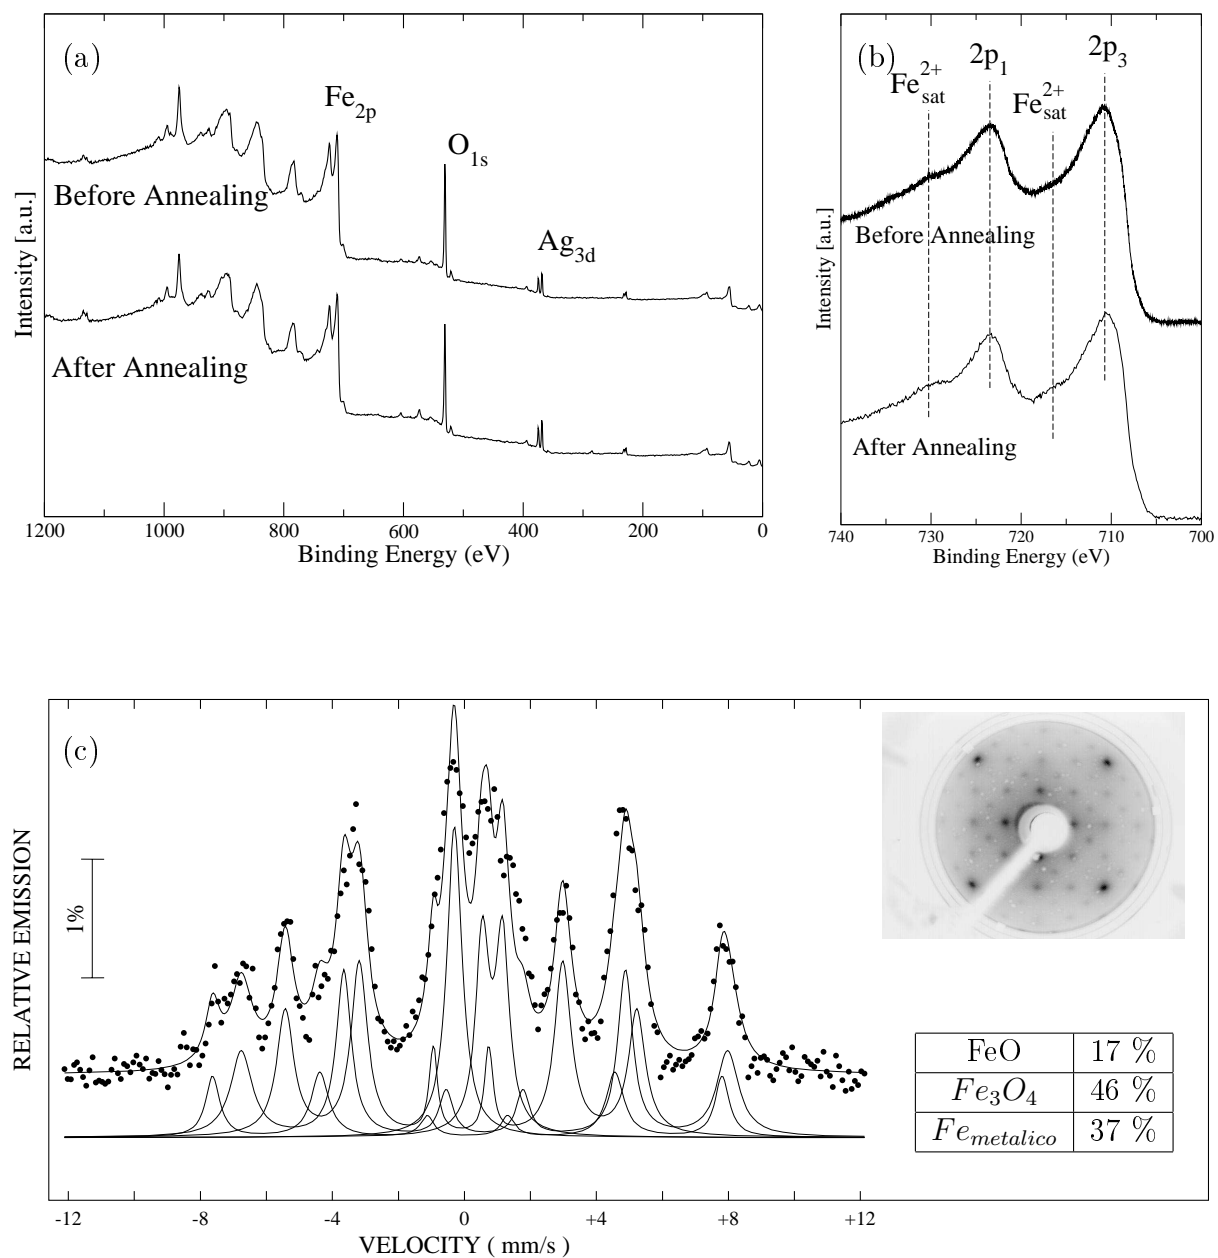 (a)
Fe2p
O1s
Ag3d
Before Annealing
After Annealing
Intensity [a.u.]
1200 1000 800 600 400 200 0
Binding Energy (eV)
(b)
Fe2+sat
2p1
Fe2+sat
2p3
Before Annealing
After Annealing
Intensity [a.u.]
740 730 720 710 700
Binding Energy (eV)
(c)
RELATIVE EMISSION
1%
-12 -8 -4 0 +4 +8 +12
VELOCITY ( mm/s )
FeO 17 %
Fe3O4 46 %
Femetalico 37 %